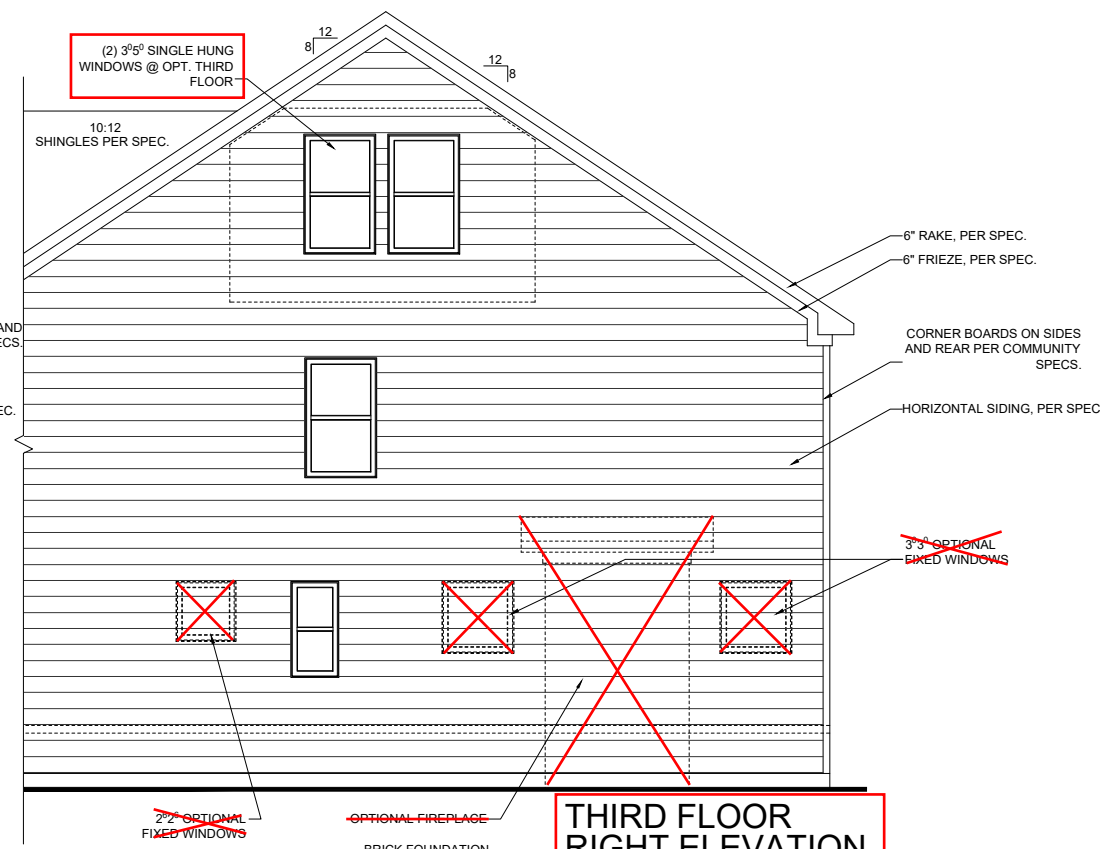 (2) 3⁰5⁰ SINGLE HUNG
WINDOWS @ OPT. THIRD
FLOOR
12
8
12
8
10:12
SHINGLES PER SPEC.
6" RAKE, PER SPEC.
6" FRIEZE, PER SPEC.
AND
ECS.
CORNER BOARDS ON SIDES
AND REAR PER COMMUNITY
SPECS.
EC.
HORIZONTAL SIDING, PER SPEC
3⁰3⁰ OPTIONAL
FIXED WINDOWS
2⁶2⁶ OPTIONAL
FIXED WINDOWS
OPTIONAL FIREPLACE
BRICK FOUNDATION
THIRD FLOOR
RIGHT ELEVATION